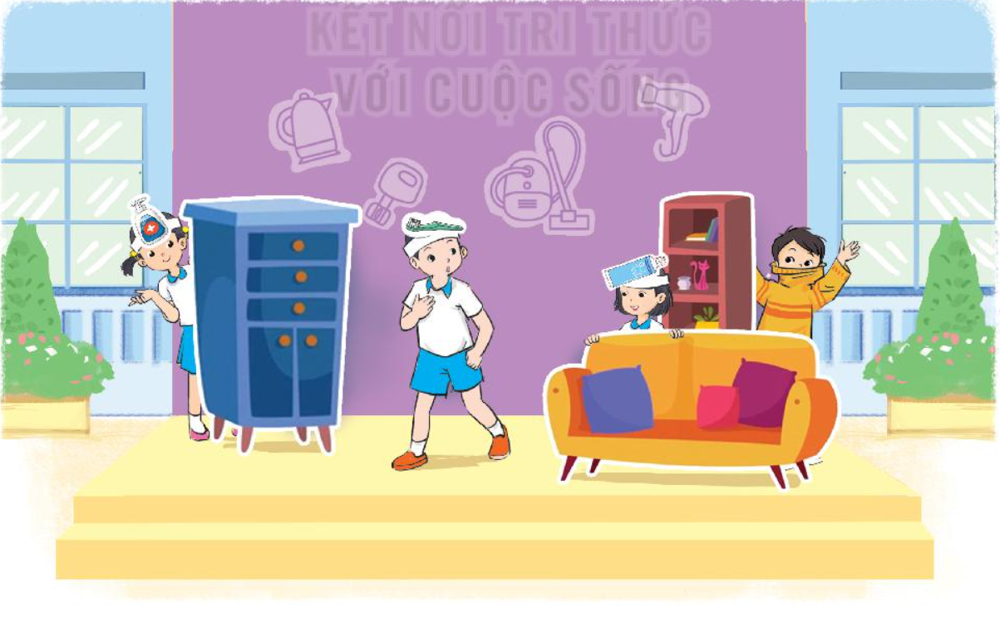 KẾT NỐI TRI THỨC
VỚI CUỘC SỐNG